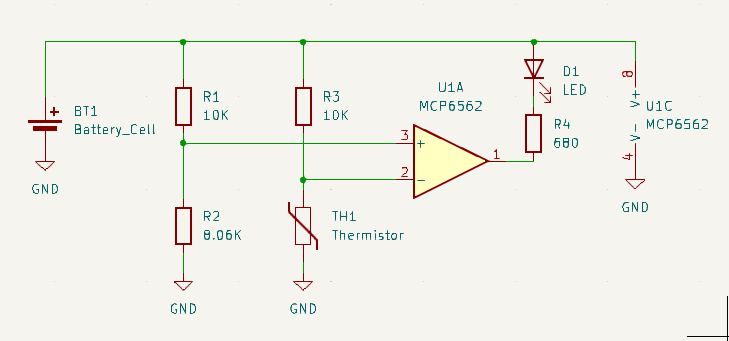 BT1
Battery_Cell
GND
R1
10K
R2
8.06K
GND
R3
10K
TH1
Thermistor
GND
U1A
MCP6562
3
+
2
−
1
D1
LED
R4
680
8
V+
U1C
MCP6562
V-
4
GND